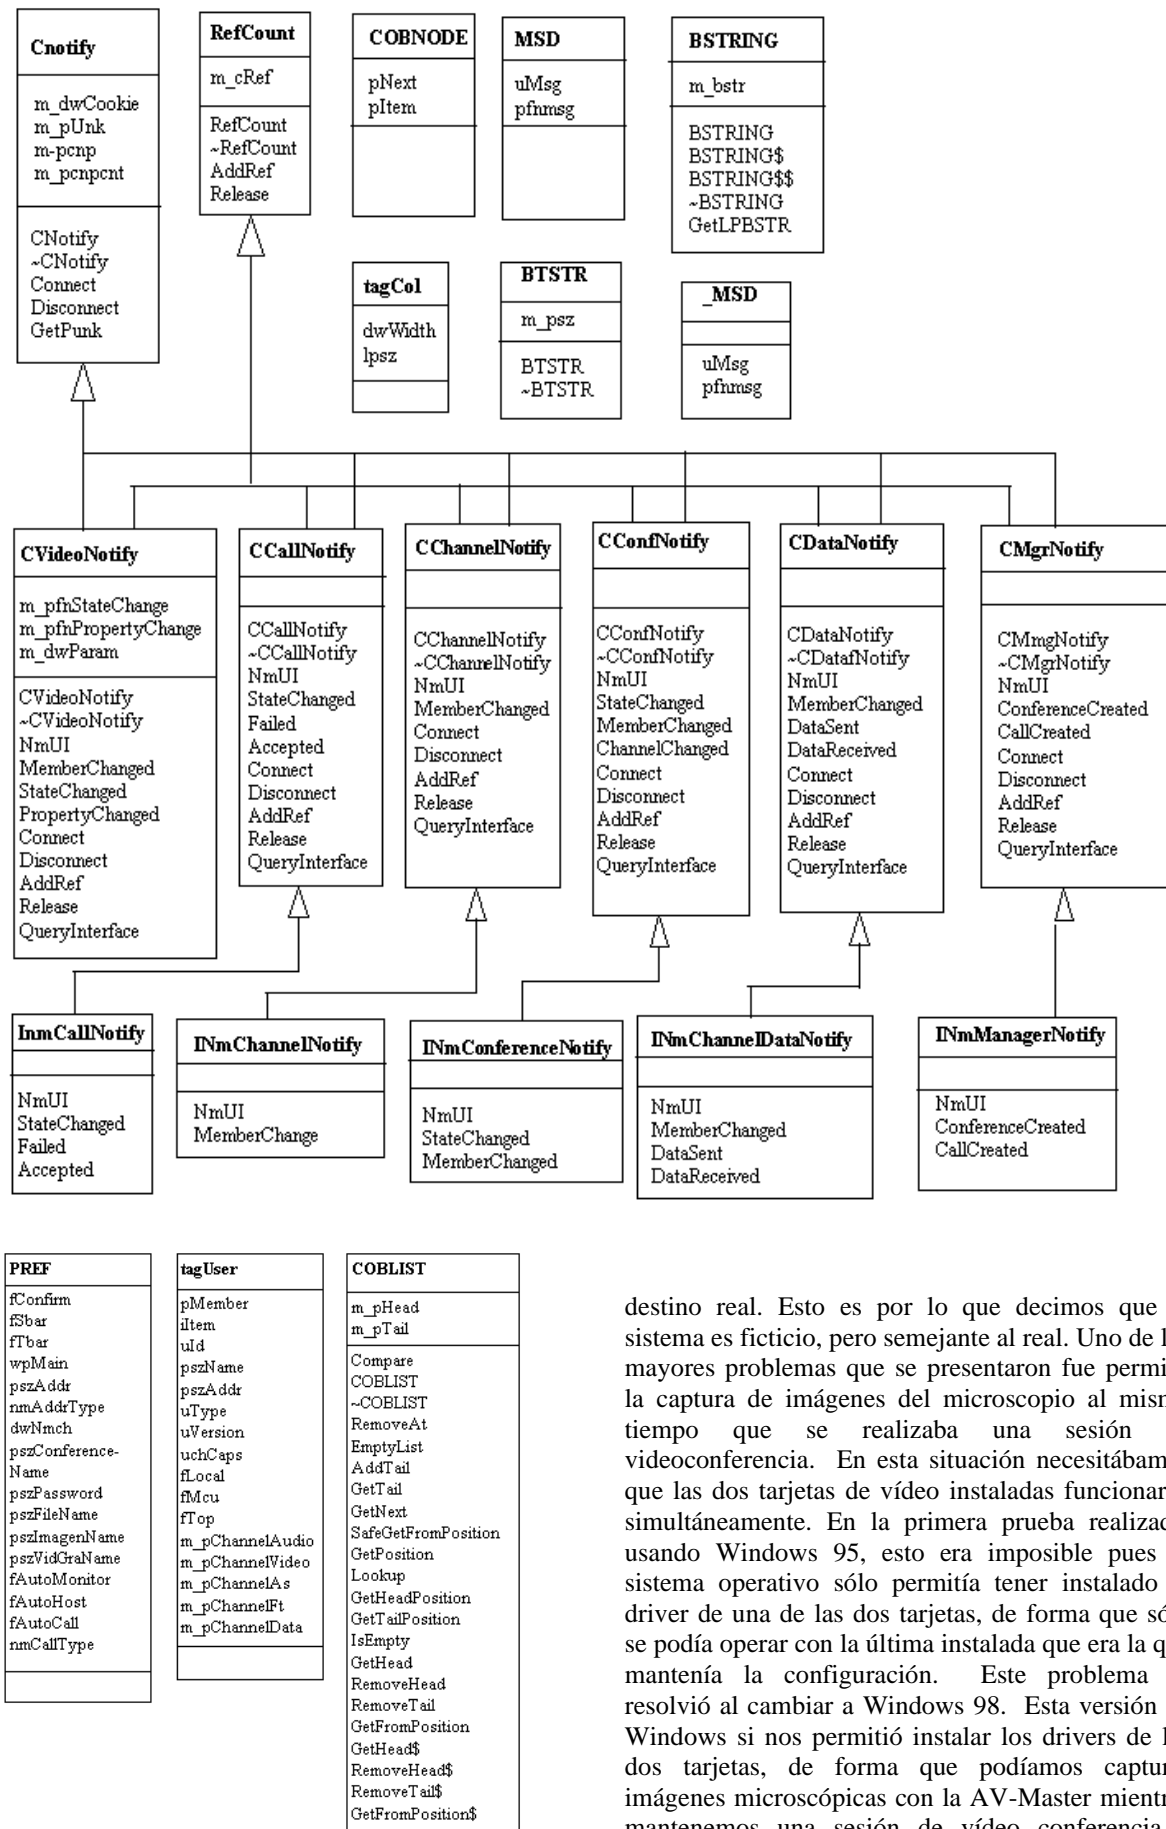 Cnotify
m_dwCookie
m_pUnk
m-pcnp
m_pcnpcnt
CNotify
~CNotify
Connect
Disconnect
GetPunk
RefCount
m_cRef
RefCount
~RefCount
AddRef
Release
COBNODE
pNext
pItem
MSD
uMsg
pfnmsg
BSTRING
m_bstr
BSTRING
BSTRING$
BSTRING$$
~BSTRING
GetLPBSTR
tagCol
dwWidth
lpsz
BTSTR
m_psz
BTSTR
~BTSTR
_MSD
uMsg
pfnmsg
CVideoNotify
m_pfnStateChange
m_pfnPropertyChange
m_dwParam
CVideoNotify
~CVideoNotify
NmUI
MemberChanged
StateChanged
PropertyChanged
Connect
Disconnect
AddRef
Release
QueryInterface
CCallNotify
CCallNotify
~CCallNotify
NmUI
StateChanged
Failed
Accepted
Connect
Disconnect
AddRef
Release
QueryInterface
CChannelNotify
CChannelNotify
~CChannelNotify
NmUI
MemberChanged
Connect
Disconnect
AddRef
Release
QueryInterface
CConfNotify
CConfNotify
~CConfNotify
NmUI
StateChanged
MemberChanged
ChannelChanged
Connect
Disconnect
AddRef
Release
QueryInterface
CDataNotify
CDataNotify
~CDatafNotify
NmUI
MemberChanged
DataSent
DataReceived
Connect
Disconnect
AddRef
Release
QueryInterface
CMgrNotify
CMmgNotify
~CMgrNotify
NmUI
ConferenceCreated
CallCreated
Connect
Disconnect
AddRef
Release
QueryInterface
InmCallNotify
NmUI
StateChanged
Failed
Accepted
INmChannelNotify
NmUI
MemberChange
INmConferenceNotify
NmUI
StateChanged
MemberChanged
INmChannelDataNotify
NmUI
MemberChanged
DataSent
DataReceived
INmManagerNotify
NmUI
ConferenceCreated
CallCreated
PREF
fConfirm
fSbar
fTbar
wpMain
pszAddr
nmAddrType
dwNmch
pszConference-
Name
pszPassword
pszFileName
pszImagenName
pszVidGraName
fAutoMonitor
fAutoHost
fAutoCall
nmCallType
tagUser
pMember
iItem
uId
pszName
pszAddr
uType
uVersion
uchCaps
fLocal
fMcu
fTop
m_pChannelAudio
m_pChannelVideo
m_pChannelAs
m_pChannelFt
m_pChannelData
COBLIST
m_pHead
m_pTail
Compare
COBLIST
~COBLIST
RemoveAt
EmptyList
AddTail
GetTail
GetNext
SafeGetFromPosition
GetPosition
Lookup
GetHeadPosition
GetTailPosition
IsEmpty
GetHead
RemoveHead
RemoveTail
GetFromPosition
GetHead$
RemoveHead$
RemoveTail$
GetFromPosition$
destino real. Esto es por lo que decimos que
sistema es ficticio, pero semejante al real. Uno de
mayores problemas que se presentaron fue
la captura de imágenes del microscopio al
tiempo que se realizaba una sesión
videoconferencia. En esta situación
que las dos tarjetas de vídeo instaladas
simultáneamente. En la primera prueba
usando Windows 95, esto era imposible pues
sistema operativo sólo permitía tener instalado
driver de una de las dos tarjetas, de forma que
se podía operar con la última instalada que era la
mantenía la configuración. Este problema
resolvió al cambiar a Windows 98. Esta versión
Windows si nos permitió instalar los drivers de
dos tarjetas, de forma que podíamos
imágenes microscópicas con la AV-Master
mantenemos una sesión de vídeo conferencia